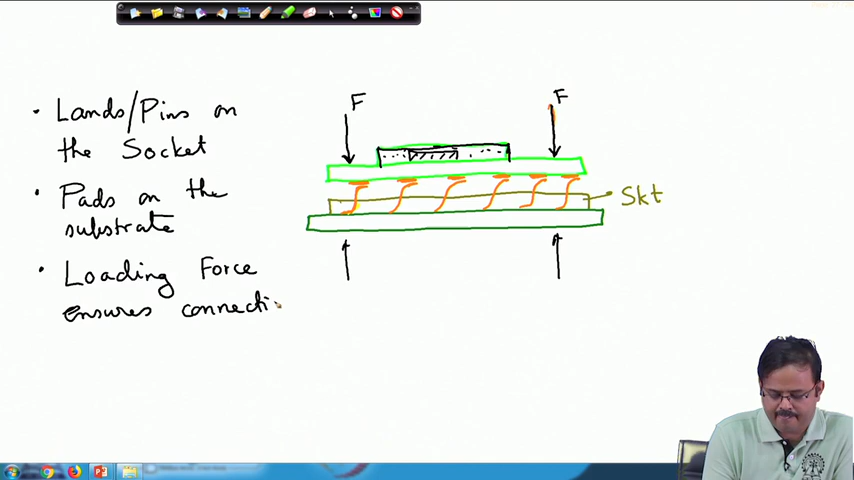 • Lands/Pins on
the Socket
• Pads on the
substrate
• Loading Force
ensures connecti
F
F
Skt